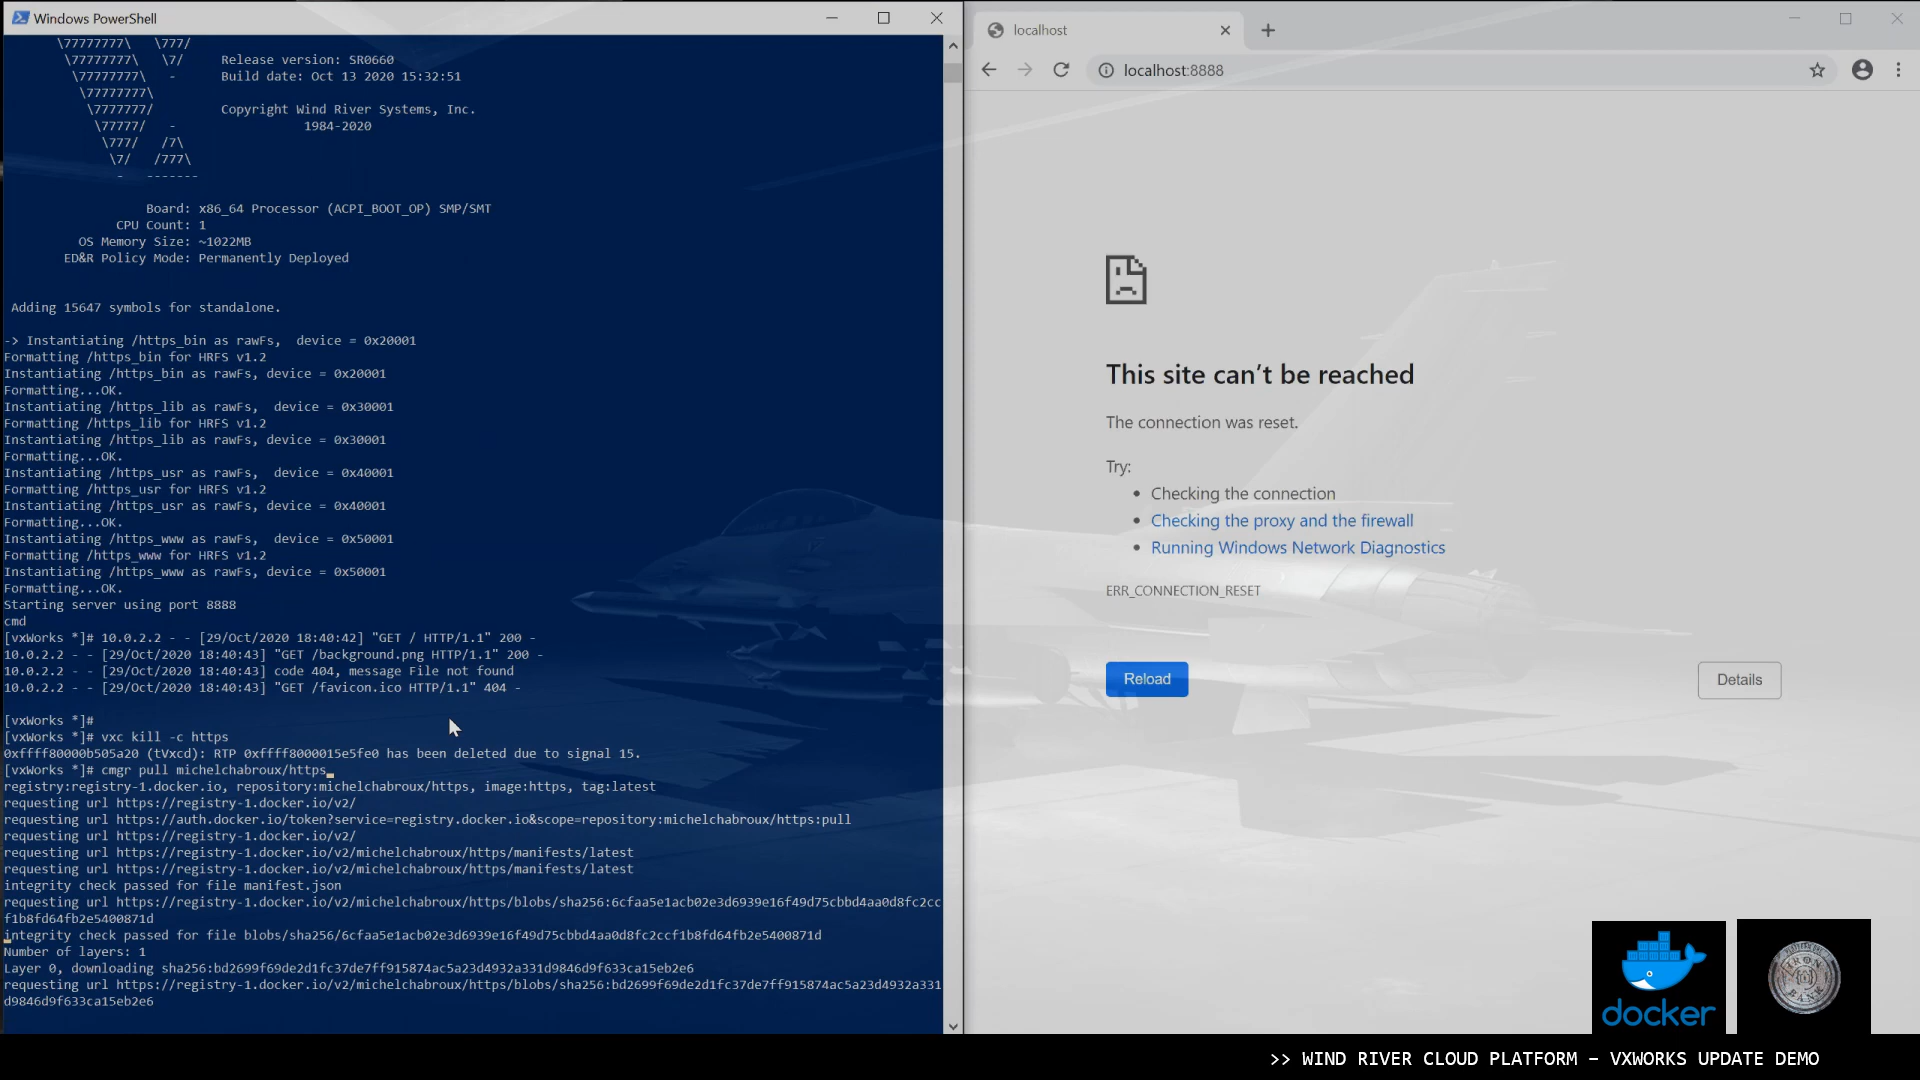 Windows PowerShell
\77777777\   \777/
\77777777\   \7/    Release version: SR0660
\77777777\   -    Build date: Oct 13 2020 15:32:51
\77777777\
\7777777/         Copyright Wind River Systems, Inc.
\77777/   -                 1984-2020
\777/   /7\
\7/   /777\
-   -------
Board: x86_64 Processor (ACPI_BOOT_OP) SMP/SMT
CPU Count: 1
OS Memory Size: ~1022MB
ED&R Policy Mode: Permanently Deployed
Adding 15647 symbols for standalone.
-> Instantiating /https_bin as rawFs,  device = 0x20001
Formatting /https_bin for HRFS v1.2
Instantiating /https_bin as rawFs, device = 0x20001
Formatting...OK.
Instantiating /https_lib as rawFs,  device = 0x30001
Formatting /https_lib for HRFS v1.2
Instantiating /https_lib as rawFs, device = 0x30001
Formatting...OK.
Instantiating /https_usr as rawFs,  device = 0x40001
Formatting /https_usr for HRFS v1.2
Instantiating /https_usr as rawFs, device = 0x40001
Formatting...OK.
Instantiating /https_www as rawFs,  device = 0x50001
Formatting /https_www for HRFS v1.2
Instantiating /https_www as rawFs, device = 0x50001
Formatting...OK.
Starting server using port 8888
cmd
[vxWorks *]# 10.0.2.2 - - [29/Oct/2020 18:40:42] "GET / HTTP/1.1" 200 -
10.0.2.2 - - [29/Oct/2020 18:40:43] "GET /background.png HTTP/1.1" 200 -
10.0.2.2 - - [29/Oct/2020 18:40:43] code 404, message File not found
10.0.2.2 - - [29/Oct/2020 18:40:43] "GET /favicon.ico HTTP/1.1" 404 -
[vxWorks *]#
[vxWorks *]# vxc kill -c https
0xffff80000b505a20 (tVxcd): RTP 0xffff8000015e5fe0 has been deleted due to signal 15.
[vxWorks *]# cmgr pull michelchabroux/https
registry:registry-1.docker.io, repository:michelchabroux/https, image:https, tag:latest
requesting url https://registry-1.docker.io/v2/
requesting url https://auth.docker.io/token?service=registry.docker.io&scope=repository:michelchabroux/https:pull
requesting url https://registry-1.docker.io/v2/
requesting url https://registry-1.docker.io/v2/michelchabroux/https/manifests/latest
requesting url https://registry-1.docker.io/v2/michelchabroux/https/manifests/latest
integrity check passed for file manifest.json
requesting url https://registry-1.docker.io/v2/michelchabroux/https/blobs/sha256:6cfaa5e1acb02e3d6939e16f49d75cbbd4aa0d8fc2cc
f1b8fd64fb2e5400871d
integrity check passed for file blobs/sha256/6cfaa5e1acb02e3d6939e16f49d75cbbd4aa0d8fc2ccf1b8fd64fb2e5400871d
Number of layers: 1
Layer 0, downloading sha256:bd2699f69de2d1fc37de7ff915874ac5a23d4932a331d9846d9f633ca15eb2e6
requesting url https://registry-1.docker.io/v2/michelchabroux/https/blobs/sha256:bd2699f69de2d1fc37de7ff915874ac5a23d4932a331
d9846d9f633ca15eb2e6
localhost
localhost:8888
This site can't be reached
The connection was reset.
Try:
• Checking the connection
• Checking the proxy and the firewall
• Running Windows Network Diagnostics
ERR_CONNECTION_RESET
Reload
Details
docker
IRON
BANK
>> WIND RIVER CLOUD PLATFORM – VXWORKS UPDATE DEMO